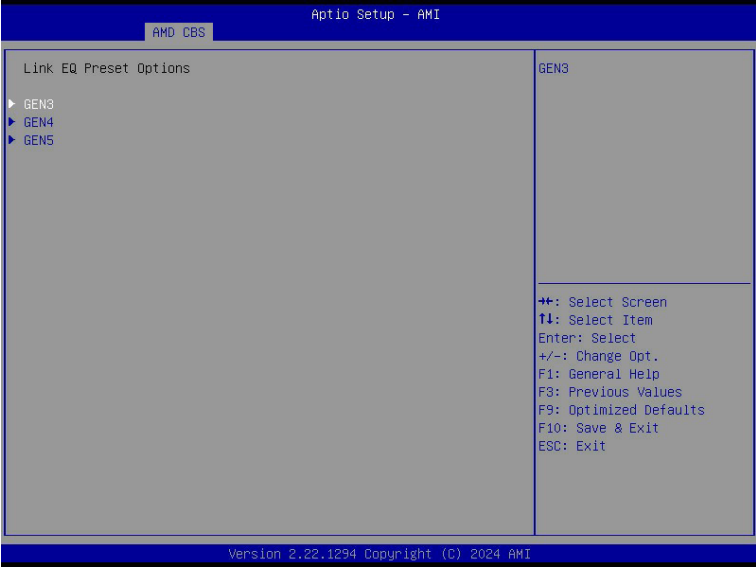 Aptio Setup – AMI
AMD CBS
Link EQ Preset Options
GEN3
GEN4
GEN5
GEN3
→←: Select Screen
↑↓: Select Item
Enter: Select
+/-: Change Opt.
F1: General Help
F3: Previous Values
F9: Optimized Defaults
F10: Save & Exit
ESC: Exit
Version 2.22.1294 Copyright (C) 2024 AMI